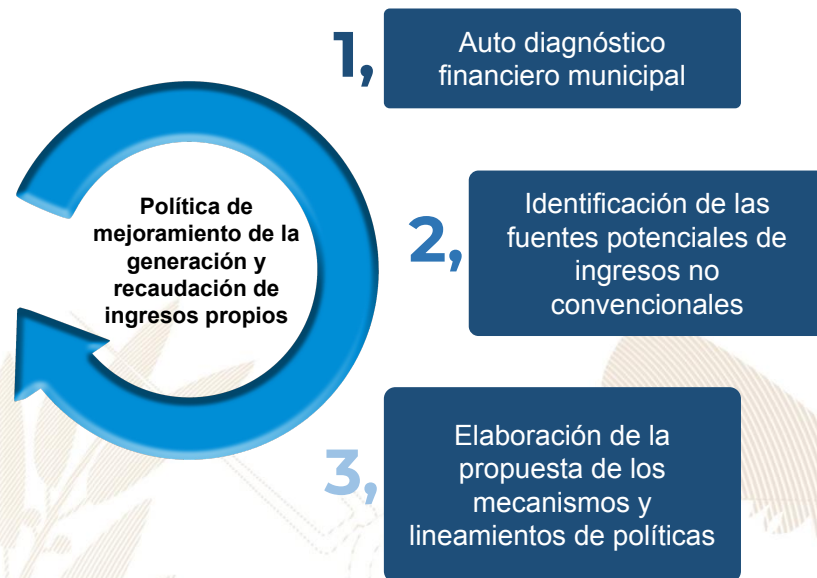 1,
Auto diagnóstico
financiero municipal
Política de
mejoramiento de la
generación y
recaudación de
ingresos propios
2,
Identificación de las
fuentes potenciales de
ingresos no
convencionales
3,
Elaboración de la
propuesta de los
mecanismos y
lineamientos de políticas